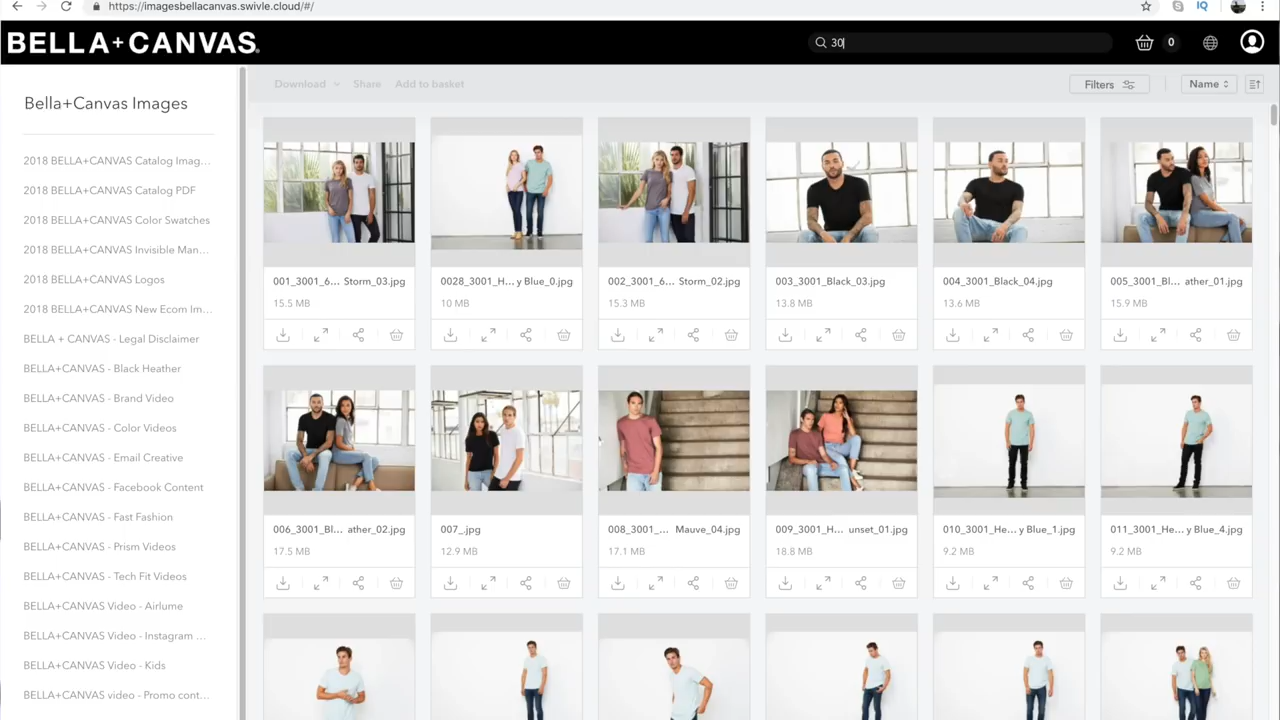 https://imagesbellacanvas.swivle.cloud/#/
IQ
BELLA+CANVAS®
30
0
Bella+Canvas Images
2018 BELLA+CANVAS Catalog Imag...
2018 BELLA+CANVAS Catalog PDF
2018 BELLA+CANVAS Color Swatches
2018 BELLA+CANVAS Invisible Man...
2018 BELLA+CANVAS Logos
2018 BELLA+CANVAS New Ecom Im...
BELLA + CANVAS - Legal Disclaimer
BELLA+CANVAS - Black Heather
BELLA+CANVAS - Brand Video
BELLA+CANVAS - Color Videos
BELLA+CANVAS - Email Creative
BELLA+CANVAS - Facebook Content
BELLA+CANVAS - Fast Fashion
BELLA+CANVAS - Prism Videos
BELLA+CANVAS - Tech Fit Videos
BELLA+CANVAS Video - Airlume
BELLA+CANVAS Video - Instagram ...
BELLA+CANVAS Video - Kids
BELLA+CANVAS video - Promo cont...
Download Share Add to basket
Filters Name
001_3001_6... Storm_03.jpg
15.5 MB
0028_3001_H... y Blue_0.jpg
10 MB
002_3001_6... Storm_02.jpg
15.3 MB
003_3001_Black_03.jpg
13.8 MB
004_3001_Black_04.jpg
13.6 MB
005_3001_Bl... ather_01.jpg
15.9 MB
006_3001_Bl... ather_02.jpg
17.5 MB
007_.jpg
12.9 MB
008_3001_... Mauve_04.jpg
17.1 MB
009_3001_H... unset_01.jpg
18.8 MB
010_3001_He... y Blue_1.jpg
9.2 MB
011_3001_He... y Blue_4.jpg
9.2 MB